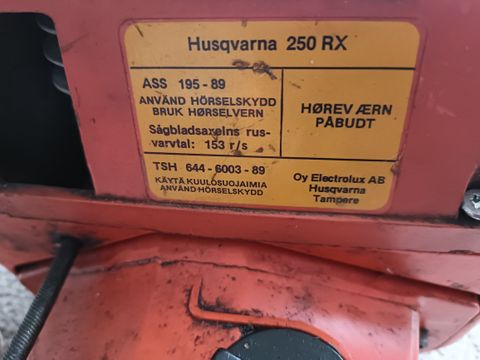 Husqvarna 250 RX
ASS 195-89
ANVÄND HÖRSELSKYDD
BRUK HØRSELVERN
Sågbladsaxelns rus-
varvtal: 153 r/s
HØREVÆRN
PÅBUDT
TSH 644-6003-89
KÄYTÄ KUULOSUOJAIMIA
ANVÄND HÖRSELSKYDD
Oy Electrolux AB
Husqvarna
Tampere